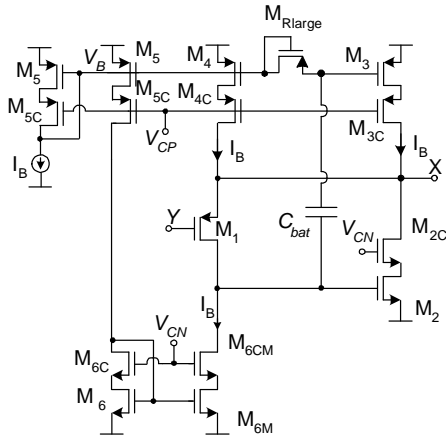 M_Rlarge
M_5 V_B M_5 M_4 M_3
M_5C M_5C M_4C M_3C
V_CP
I_B I_B I_B
X
Y M_1 C_bat V_CN M_2C
I_B M_2
V_CN M_6CM
M_6C
M_6 M_6M